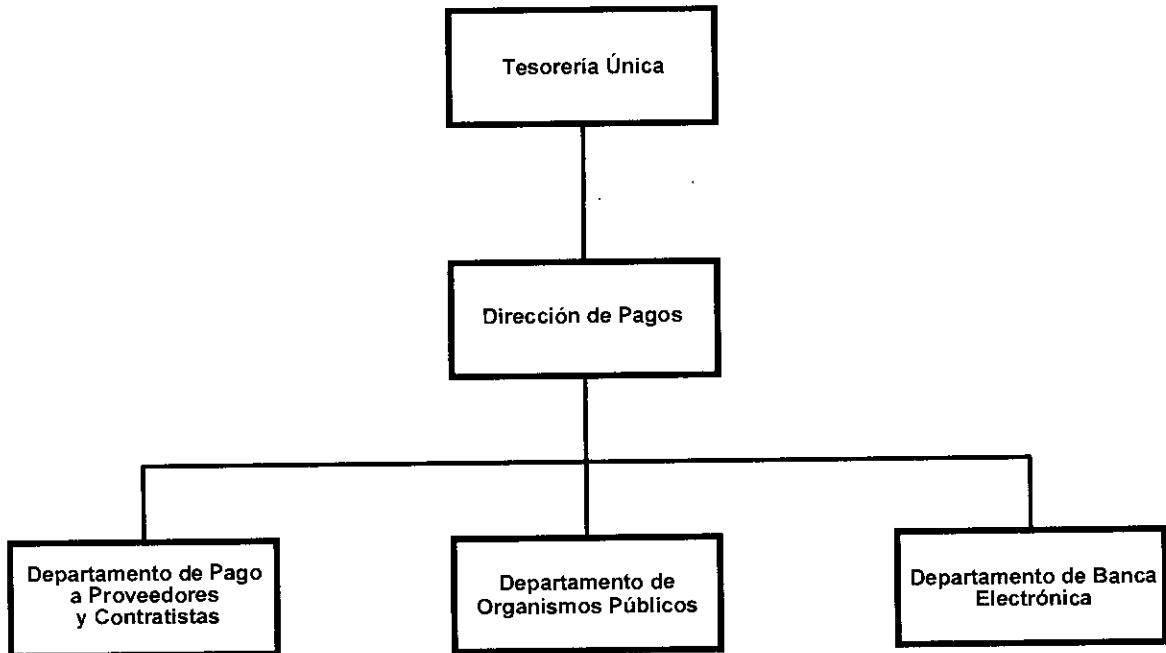 Tesorería Única
Dirección de Pagos
Departamento de Pago
a Proveedores
y Contratistas
Departamento de
Organismos Públicos
Departamento de Banca
Electrónica